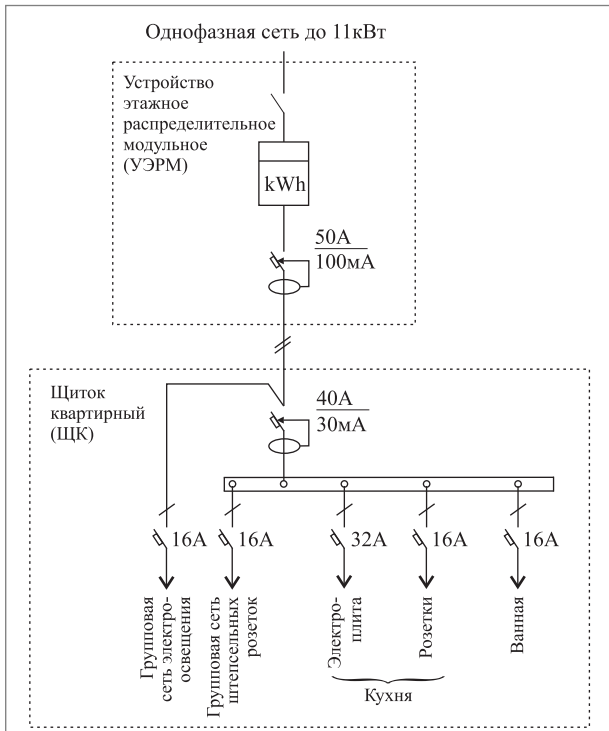 Однофазная сеть до 11кВт
Устройство
этажное
распределительное
модульное
(УЭРМ)
kWh
50А
100мА
Щиток
квартирный
(ЩК)
40А
30мА
16А
16А
32А
16А
16А
Групповая
сеть электро-
освещения
Групповая сеть
штепсельных
розеток
Электро-
плита
Розетки
Ванная
Кухня